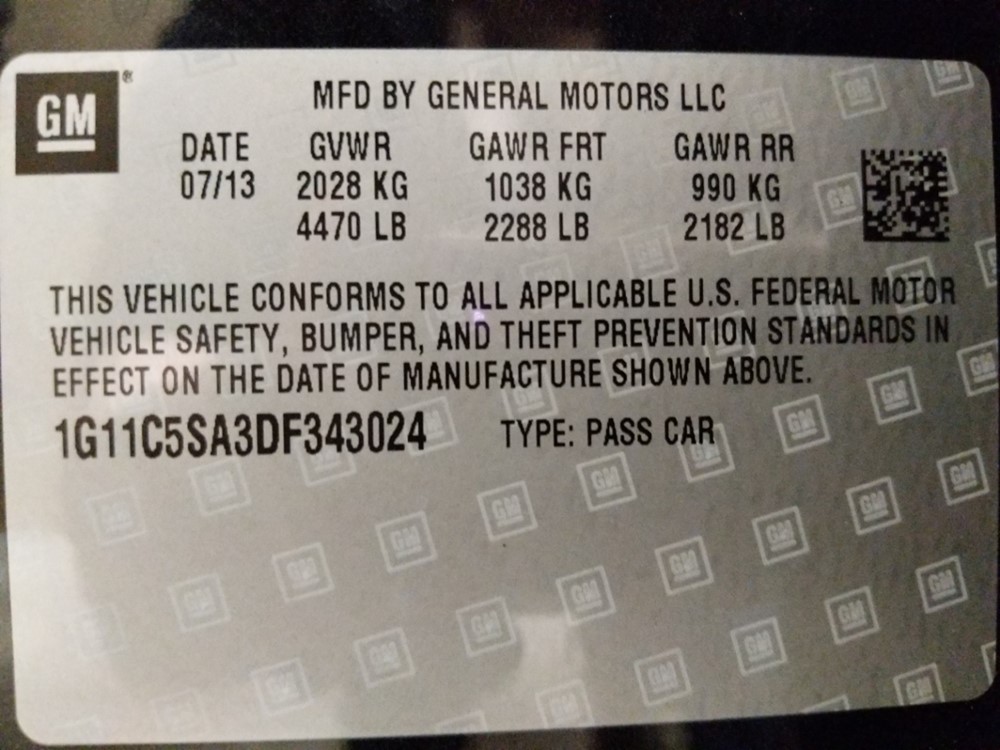 GM®
MFD BY GENERAL MOTORS LLC
DATE GVWR GAWR FRT GAWR RR
07/13 2028 KG 1038 KG 990 KG
4470 LB 2288 LB 2182 LB
THIS VEHICLE CONFORMS TO ALL APPLICABLE U.S. FEDERAL MOTOR
VEHICLE SAFETY, BUMPER, AND THEFT PREVENTION STANDARDS IN
EFFECT ON THE DATE OF MANUFACTURE SHOWN ABOVE.
1G11C5SA3DF343024 TYPE: PASS CAR